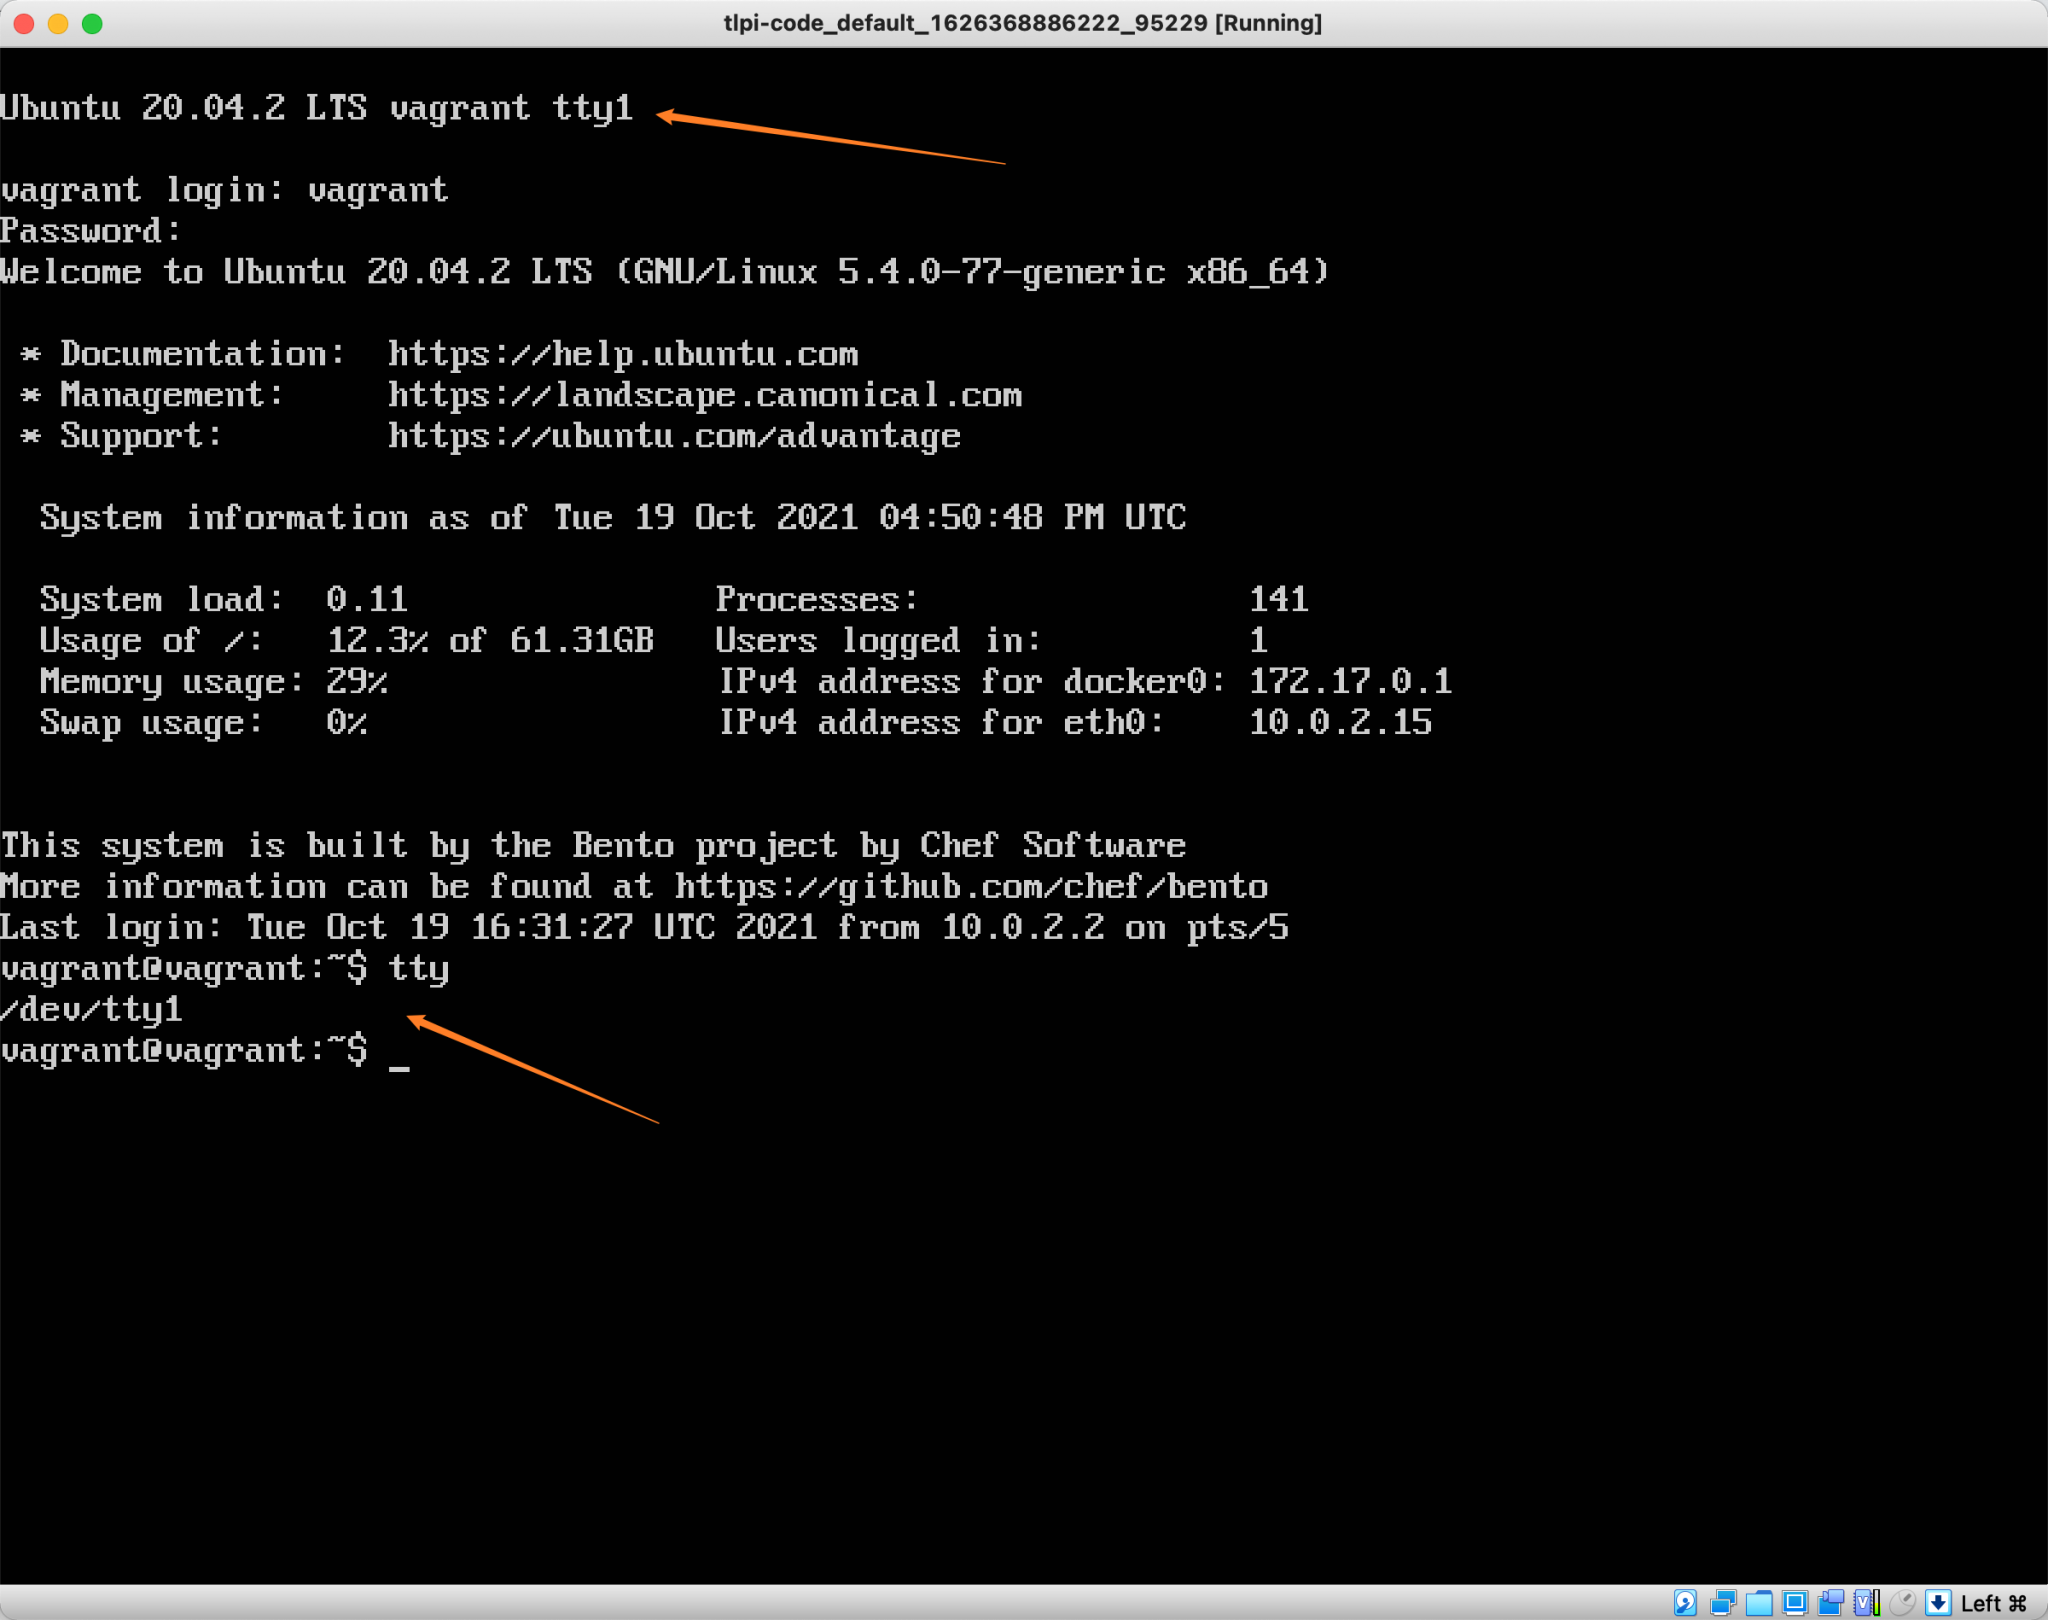 tlpi-code_default_1626368886222_95229 [Running]
Ubuntu 20.04.2 LTS vagrant tty1
vagrant login: vagrant
Password:
Welcome to Ubuntu 20.04.2 LTS (GNU/Linux 5.4.0-77-generic x86_64)
* Documentation:  https://help.ubuntu.com
* Management:     https://landscape.canonical.com
* Support:        https://ubuntu.com/advantage
System information as of Tue 19 Oct 2021 04:50:48 PM UTC
System load:  0.11               Processes:                141
Usage of /:   12.3% of 61.31GB   Users logged in:          1
Memory usage: 29%                IPv4 address for docker0: 172.17.0.1
Swap usage:   0%                 IPv4 address for eth0:    10.0.2.15
This system is built by the Bento project by Chef Software
More information can be found at https://github.com/chef/bento
Last login: Tue Oct 19 16:31:27 UTC 2021 from 10.0.2.2 on pts/5
vagrant@vagrant:~$ tty
/dev/tty1
vagrant@vagrant:~$ _
Left ⌘